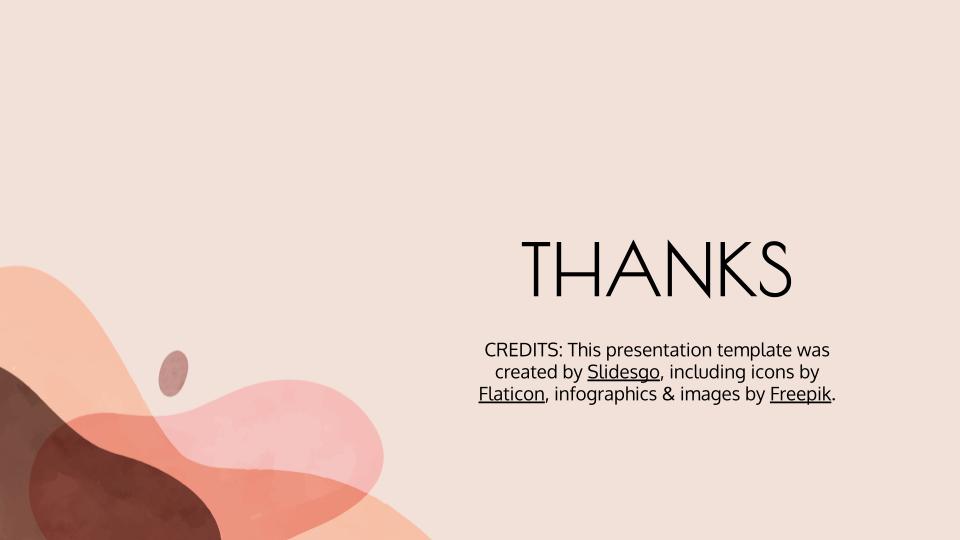 THANKS
CREDITS: This presentation template was
created by Slidesgo, including icons by
Flaticon, infographics & images by Freepik.